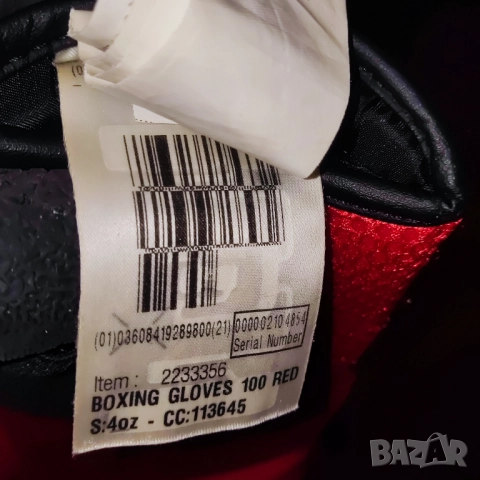 (01)03608419289800(21) 000002104854
Serial Number
Item : 2233356
BOXING GLOVES 100 RED
S:4oz - CC:113645
BAZAR